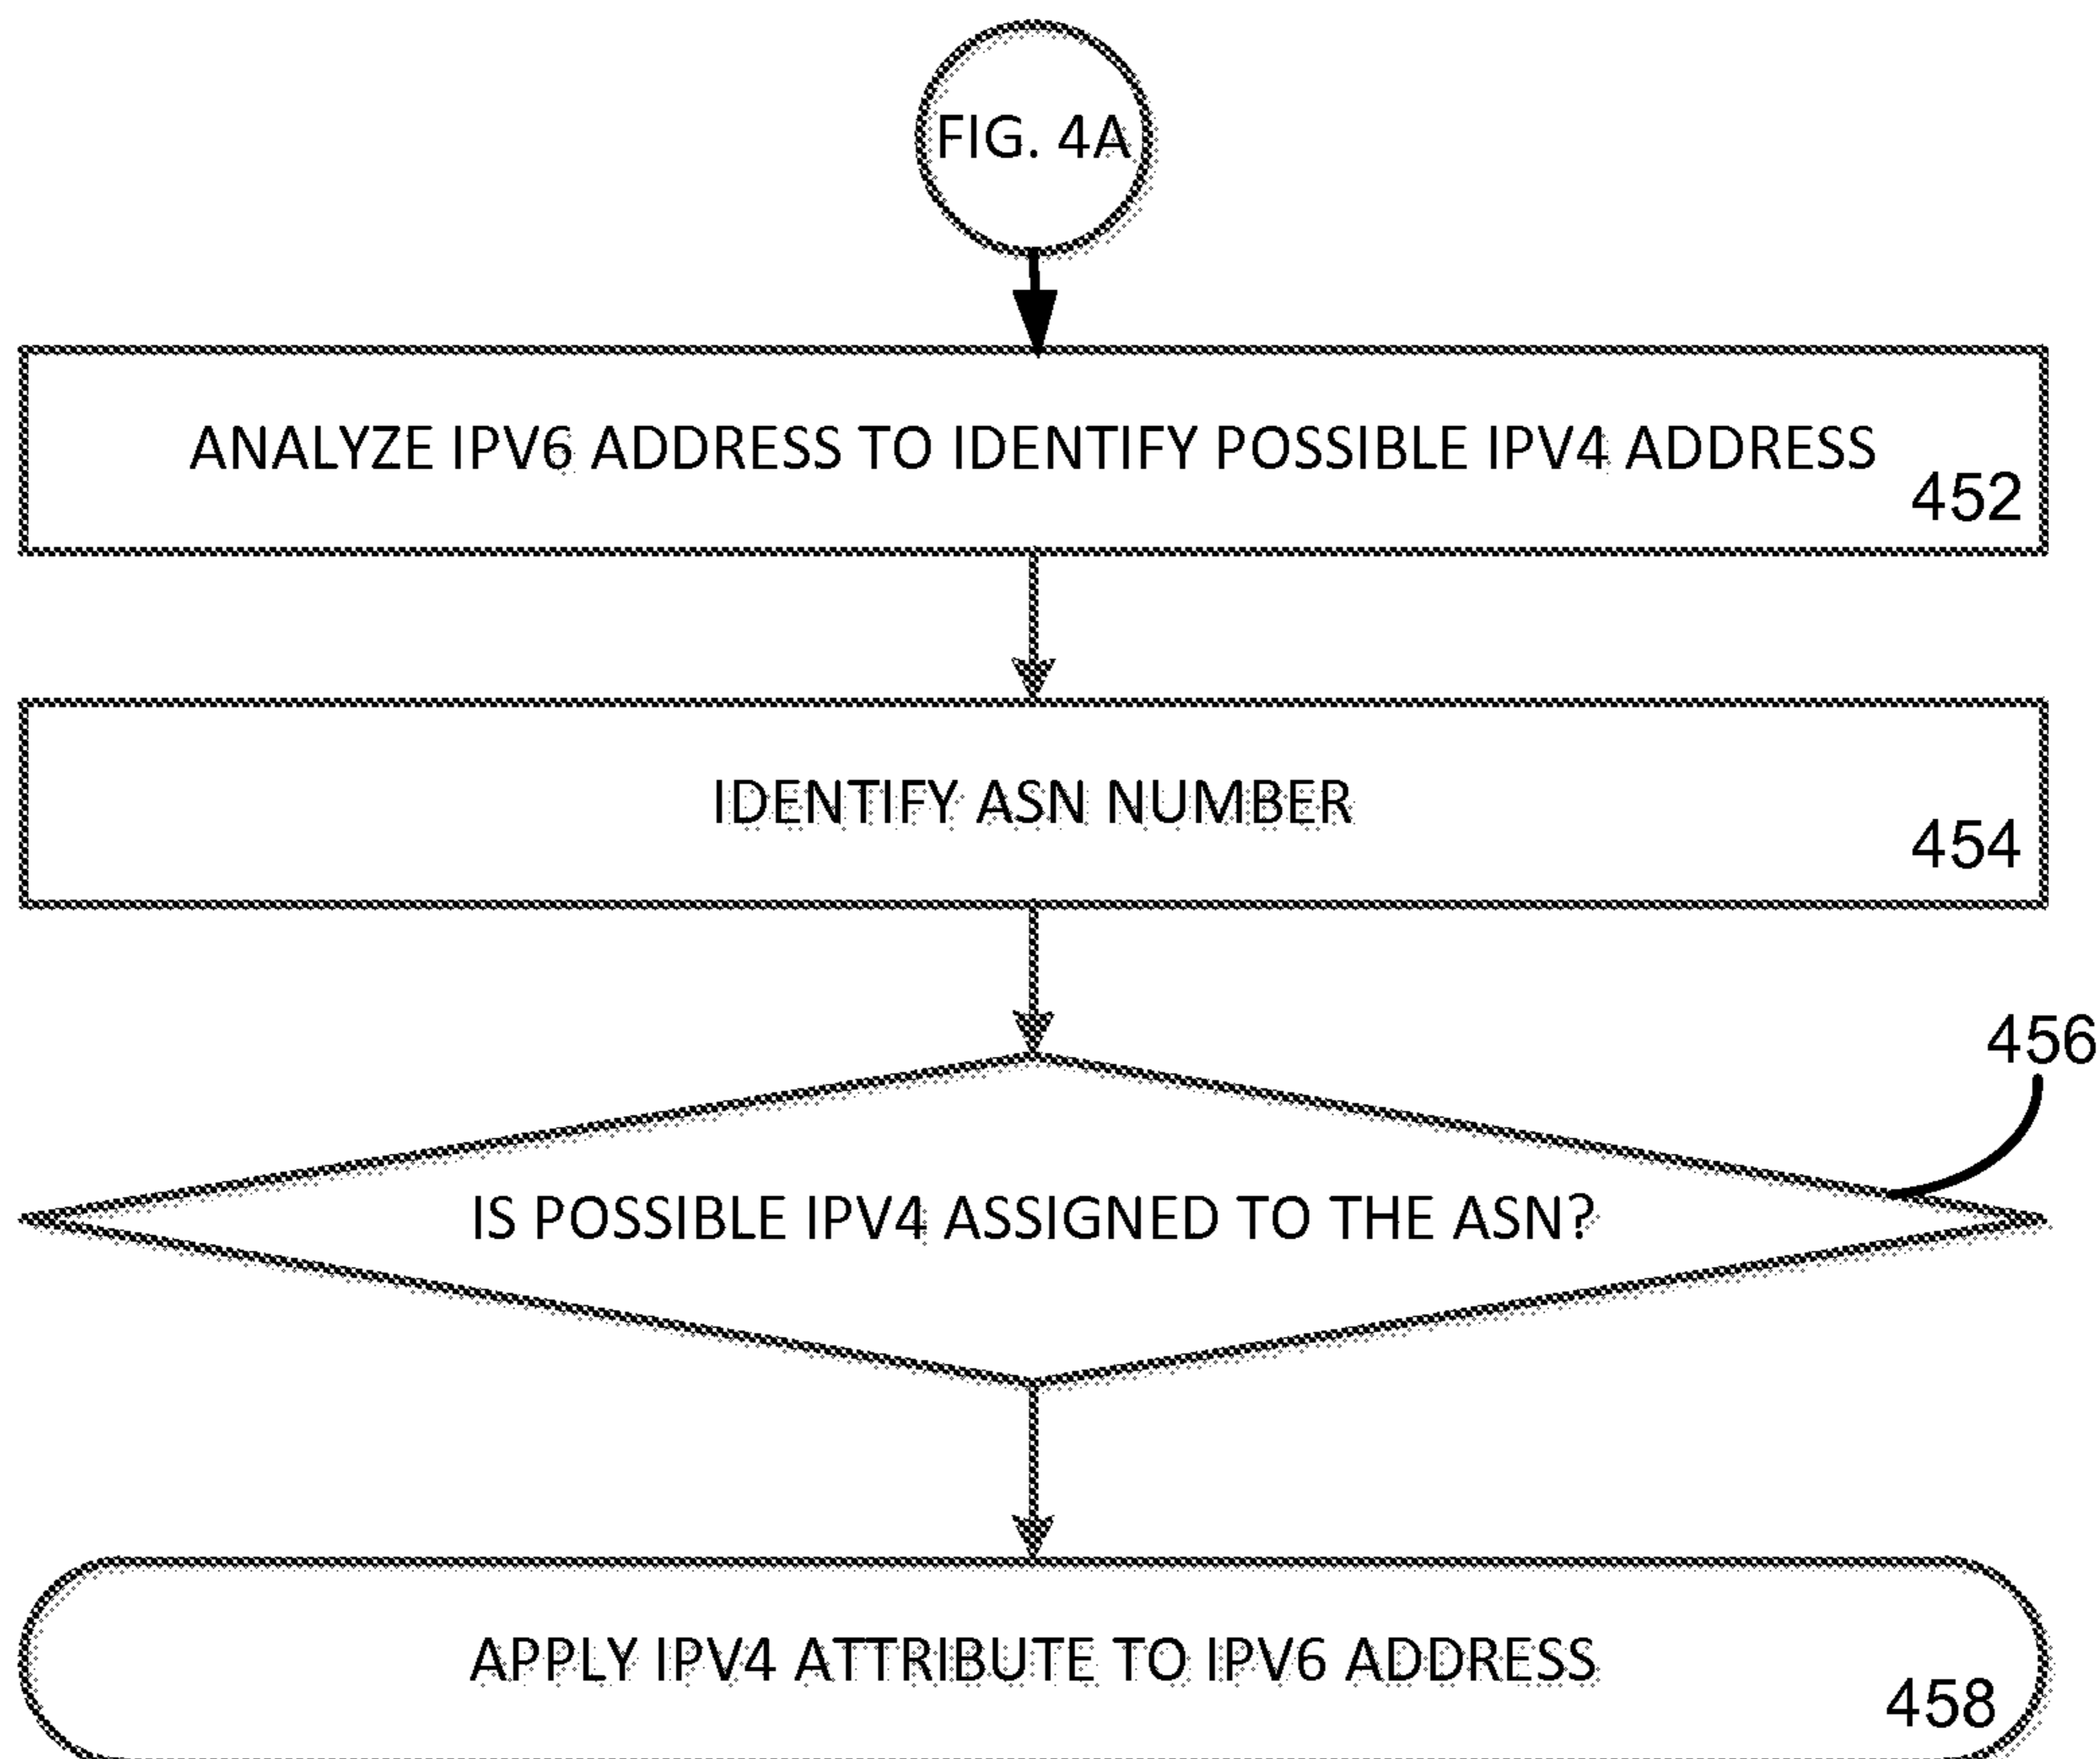 FIG. 4A
ANALYZE IPV6 ADDRESS TO IDENTIFY POSSIBLE IPV4 ADDRESS
452
IDENTIFY ASN NUMBER
454
456
IS POSSIBLE IPV4 ASSIGNED TO THE ASN?
APPLY IPV4 ATTRIBUTE TO IPV6 ADDRESS
458